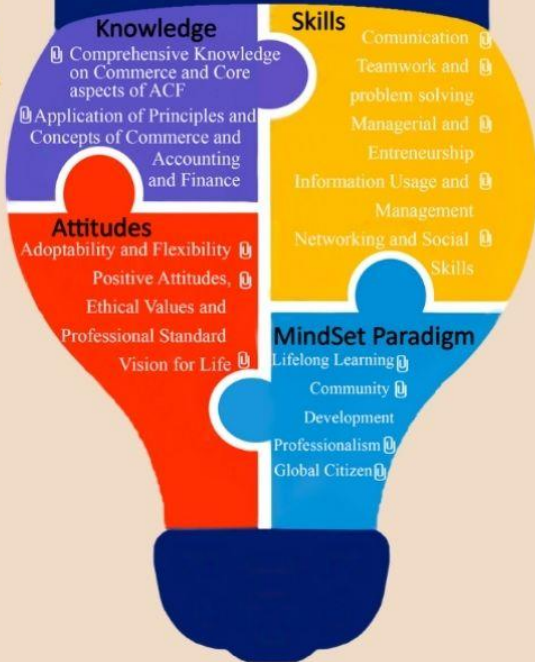 Knowledge
Comprehensive Knowledge
on Commerce and Core
aspects of ACF
Application of Principles and
Concepts of Commerce and
Accounting
and Finance
Skills
Comunication
Teamwork and
problem solving
Managerial and
Entreneurship
Information Usage and
Management
Networking and Social
Skills
Attitudes
Adoptability and Flexibility
Positive Attitudes,
Ethical Values and
Professional Standard
Vision for Life
MindSet Paradigm
Lifelong Learning
Community
Development
Professionalism
Global Citizen